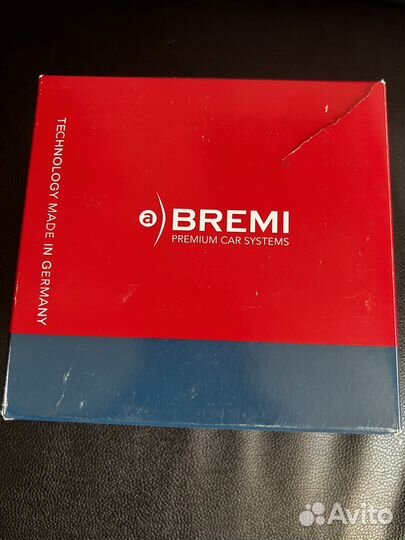 TECHNOLOGY MADE IN GERMANY
a) BREMI
PREMIUM CAR SYSTEMS
Avito